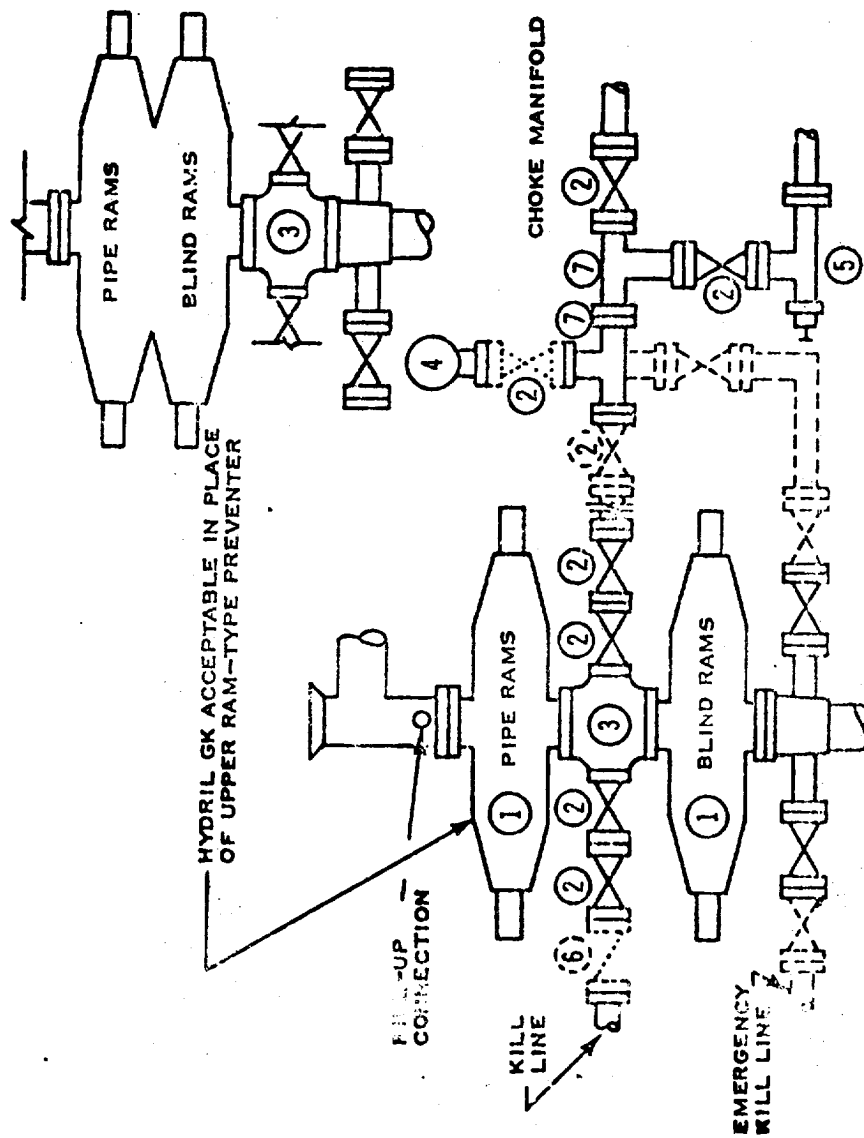 PIPE RAMS
BLIND RAMS
3
CHOKE MANIFOLD
HYDRIL GK ACCEPTABLE IN PLACE
OF UPPER RAM-TYPE PREVENTER
4
2
7
7
2
2
5
2
2
2
PIPE RAMS
1
3
2
2
6
BLIND RAMS
1
CONNECTION
KILL
LINE
EMERGENCY
KILL LINE